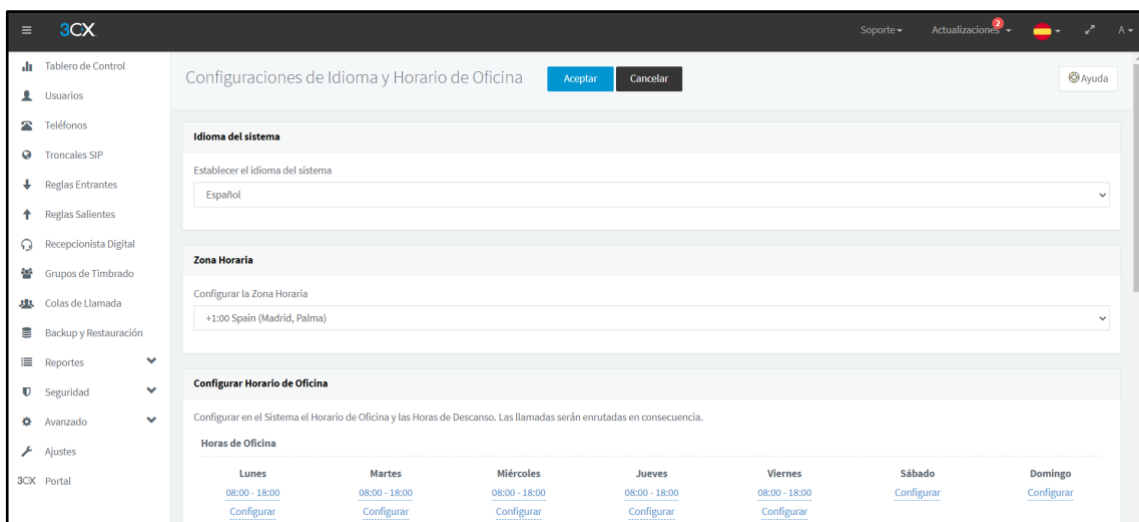 3CX
Soporte
Actualizaciones 2
A
Tablero de Control
Usuarios
Teléfonos
Troncales SIP
Reglas Entrantes
Reglas Salientes
Recepcionista Digital
Grupos de Timbrado
Colas de Llamada
Backup y Restauración
Reportes
Seguridad
Avanzado
Ajustes
3CX Portal
Configuraciones de Idioma y Horario de Oficina
Aceptar
Cancelar
Ayuda
Idioma del sistema
Establecer el idioma del sistema
Español
Zona Horaria
Configurar la Zona Horaria
+1:00 Spain (Madrid, Palma)
Configurar Horario de Oficina
Configurar en el Sistema el Horario de Oficina y las Horas de Descanso. Las llamadas serán enrutadas en consecuencia.
Horas de Oficina
Lunes Martes Miércoles Jueves Viernes Sábado Domingo
08:00 - 18:00 08:00 - 18:00 08:00 - 18:00 08:00 - 18:00 08:00 - 18:00 Configurar Configurar
Configurar Configurar Configurar Configurar Configurar